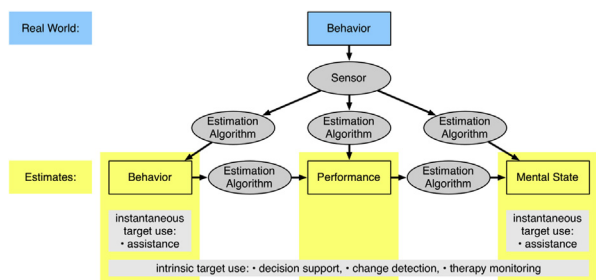 Real World:
Behavior
Sensor
Estimation
Algorithm
Estimation
Algorithm
Estimation
Algorithm
Estimates:
Behavior
Estimation
Algorithm
Performance
Estimation
Algorithm
Mental State
instantaneous
target use:
• assistance
instantaneous
target use:
• assistance
intrinsic target use: • decision support, • change detection, • therapy monitoring